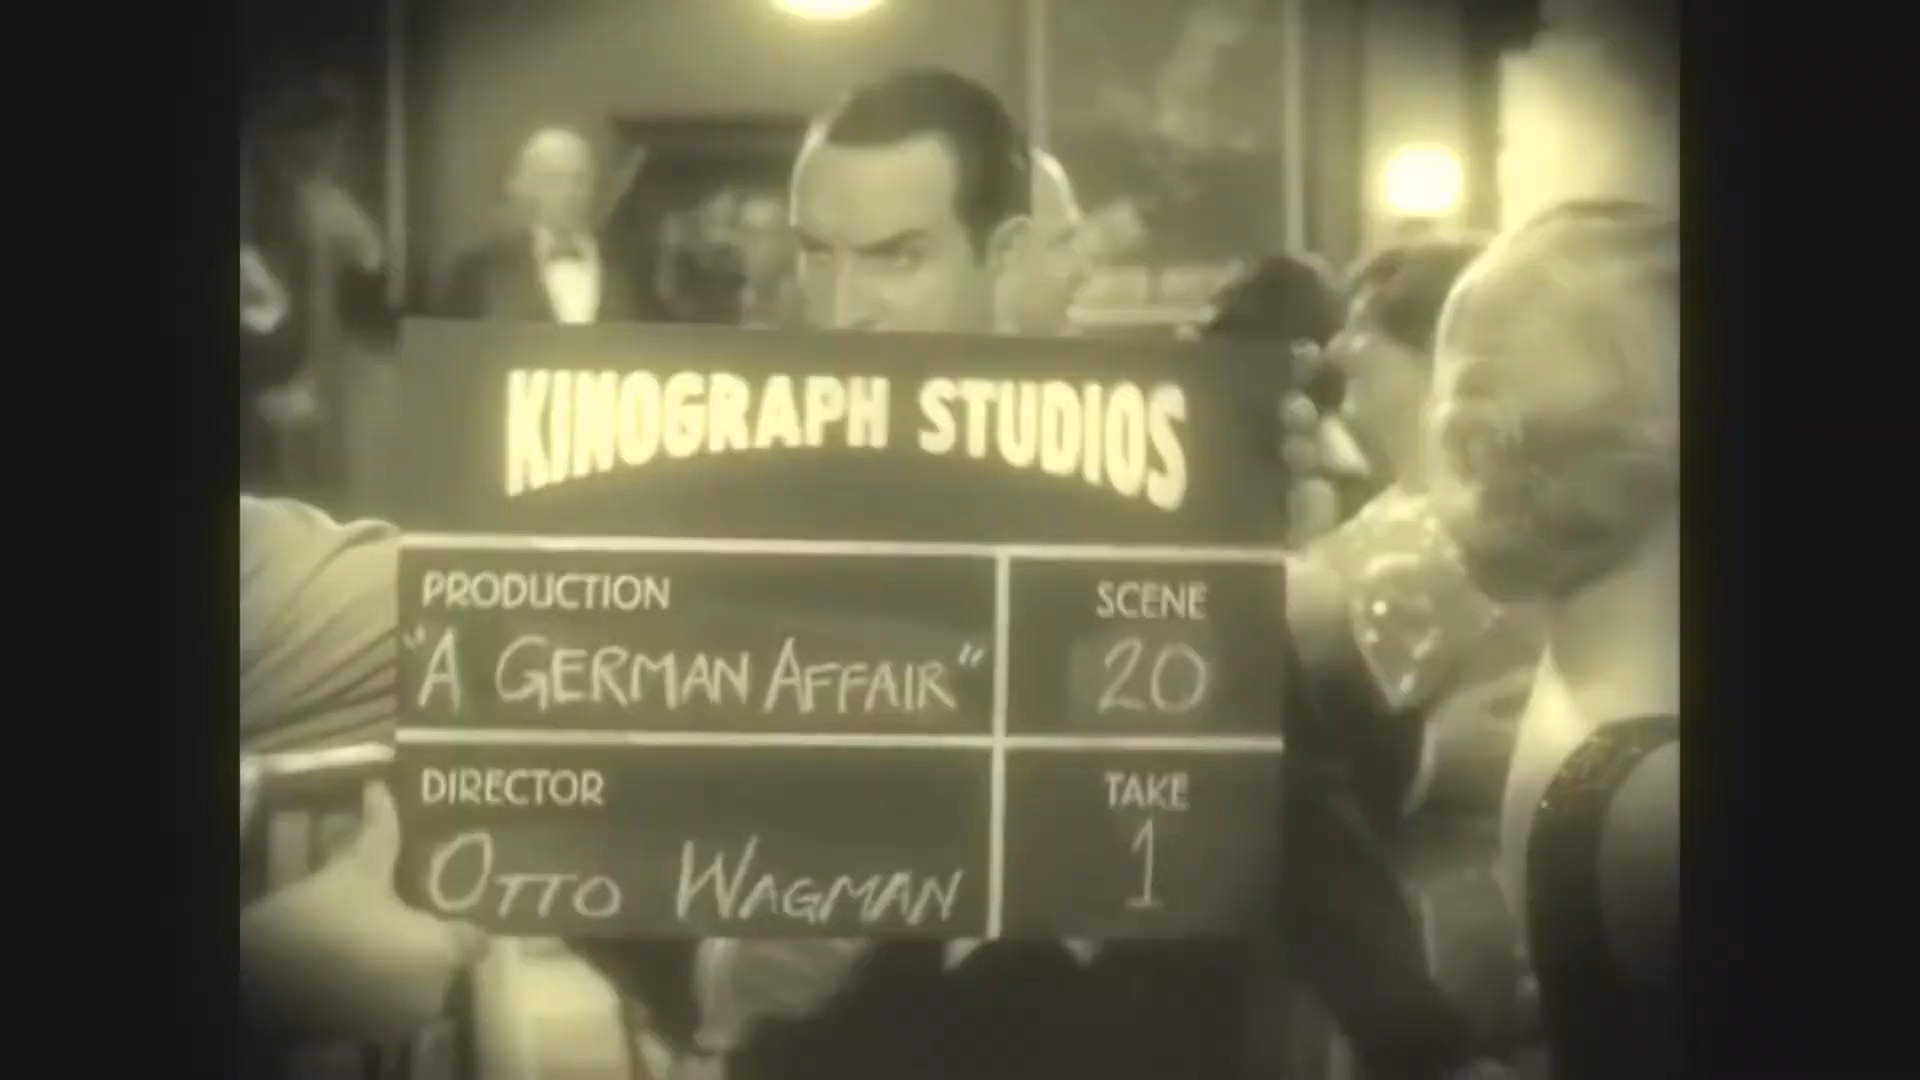 KINOGRAPH STUDIOS
PRODUCTION
"A GERMAN AFFAIR"
SCENE
20
DIRECTOR
OTTO WAGMAN
TAKE
1